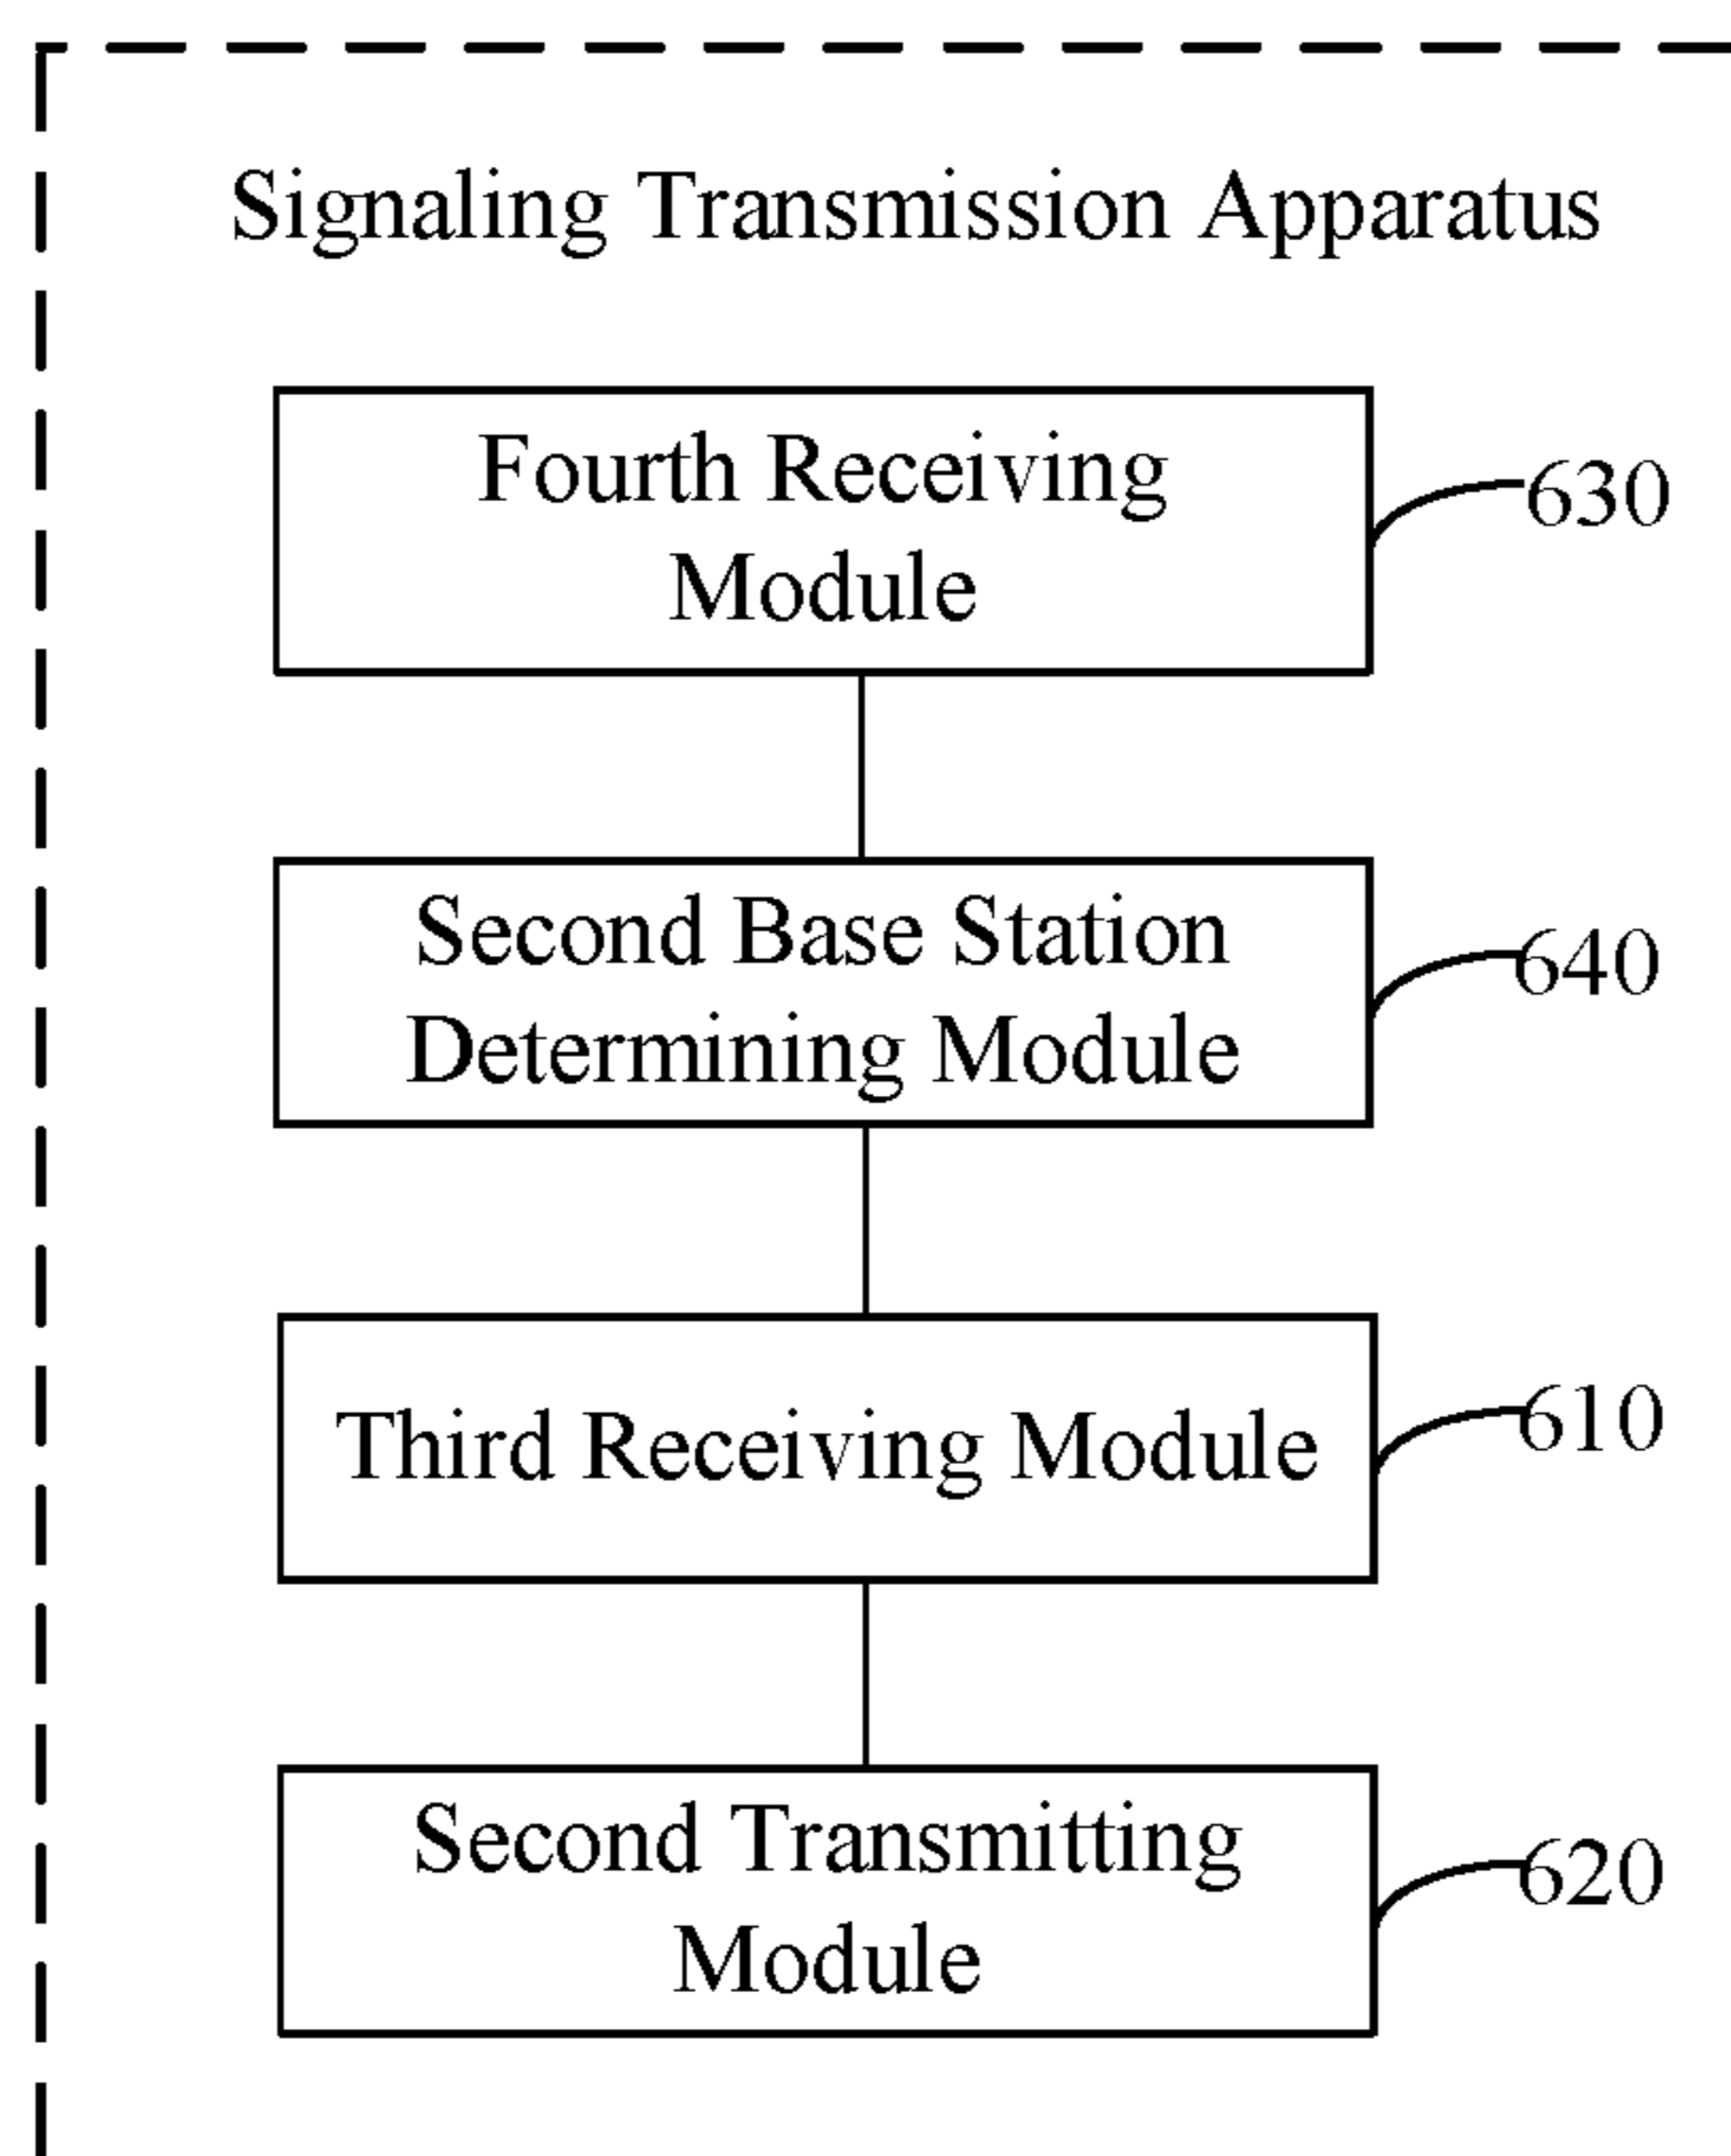 Signaling Transmission Apparatus
Fourth Receiving
Module
630
Second Base Station
Determining Module
640
Third Receiving Module
610
Second Transmitting
Module
620